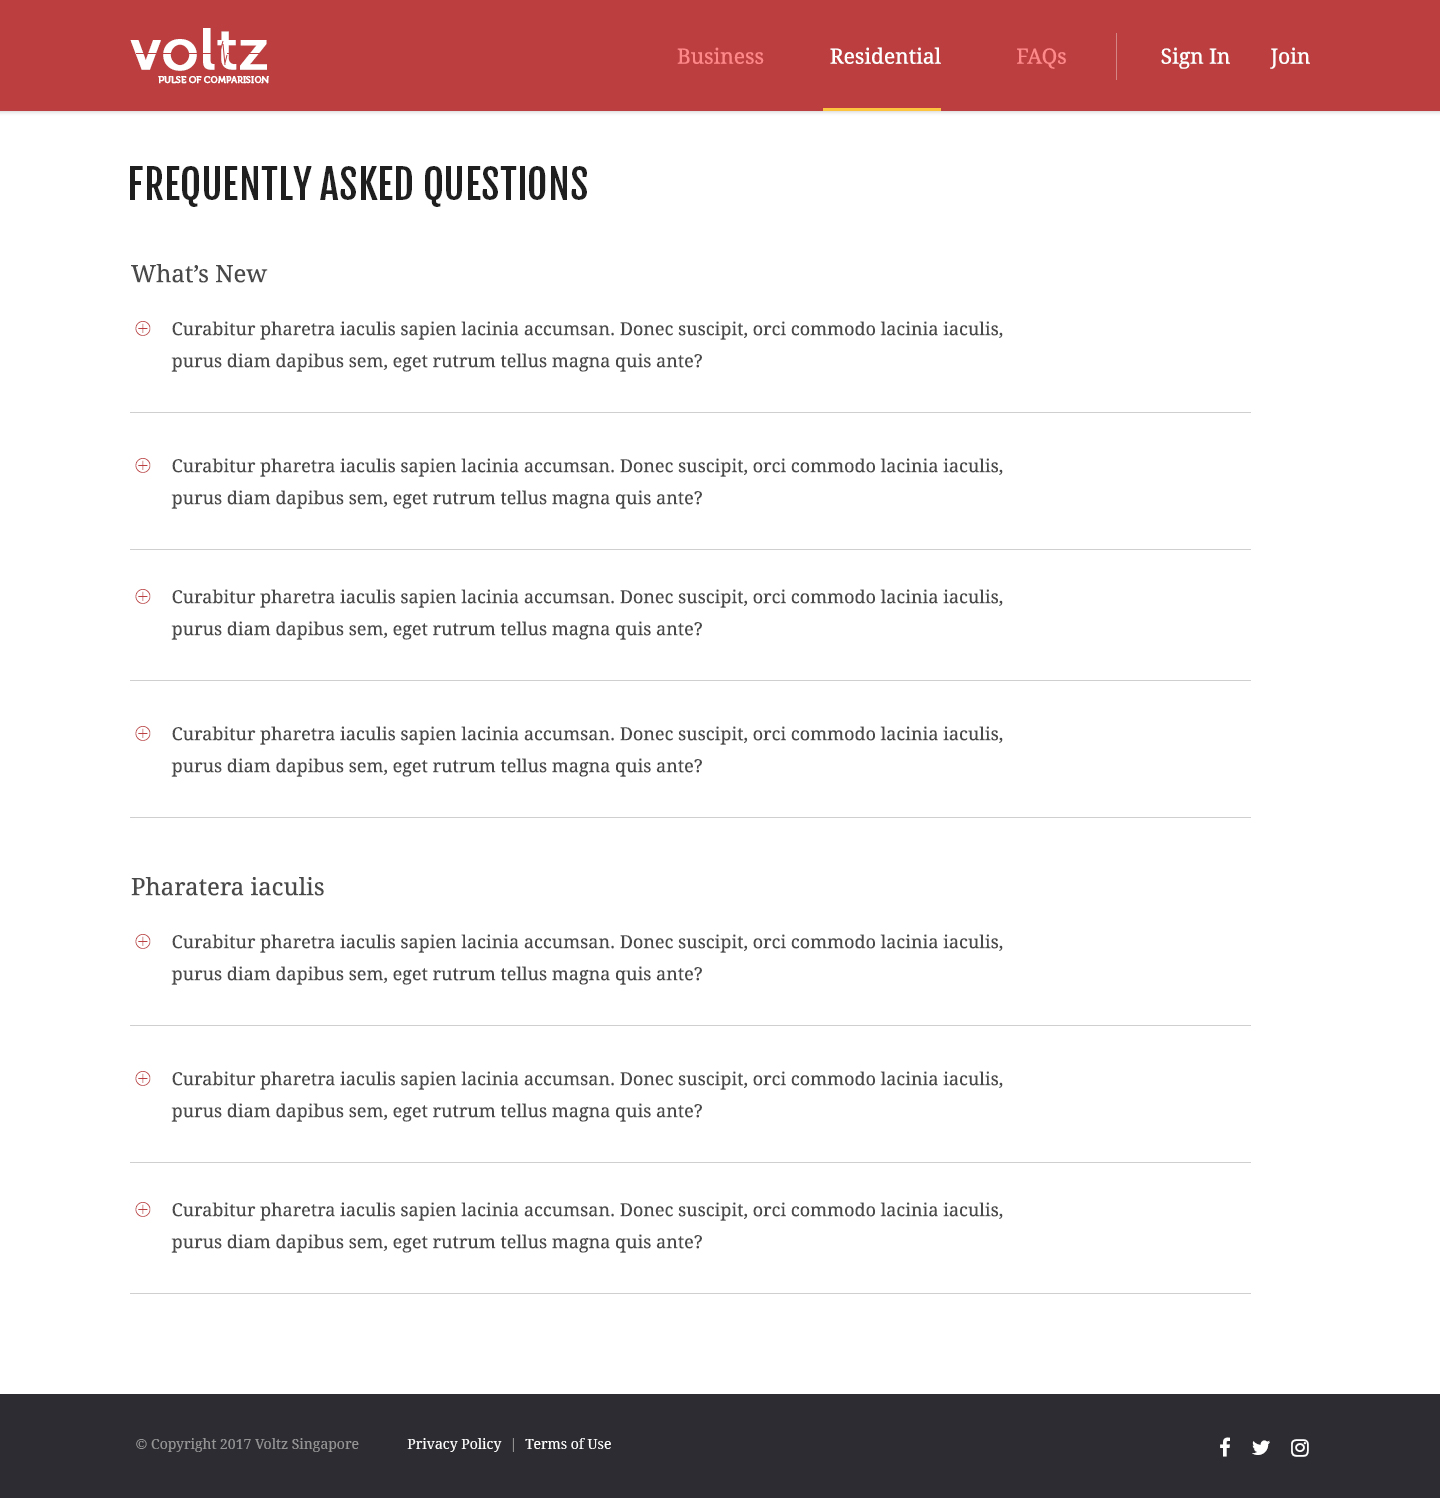 voltz
PULSE OF COMPARISION
Business Residential FAQs Sign In Join
FREQUENTLY ASKED QUESTIONS
What’s New
Curabitur pharetra iaculis sapien lacinia accumsan. Donec suscipit, orci commodo lacinia iaculis,
purus diam dapibus sem, eget rutrum tellus magna quis ante?
Curabitur pharetra iaculis sapien lacinia accumsan. Donec suscipit, orci commodo lacinia iaculis,
purus diam dapibus sem, eget rutrum tellus magna quis ante?
Curabitur pharetra iaculis sapien lacinia accumsan. Donec suscipit, orci commodo lacinia iaculis,
purus diam dapibus sem, eget rutrum tellus magna quis ante?
Curabitur pharetra iaculis sapien lacinia accumsan. Donec suscipit, orci commodo lacinia iaculis,
purus diam dapibus sem, eget rutrum tellus magna quis ante?
Pharatera iaculis
Curabitur pharetra iaculis sapien lacinia accumsan. Donec suscipit, orci commodo lacinia iaculis,
purus diam dapibus sem, eget rutrum tellus magna quis ante?
Curabitur pharetra iaculis sapien lacinia accumsan. Donec suscipit, orci commodo lacinia iaculis,
purus diam dapibus sem, eget rutrum tellus magna quis ante?
Curabitur pharetra iaculis sapien lacinia accumsan. Donec suscipit, orci commodo lacinia iaculis,
purus diam dapibus sem, eget rutrum tellus magna quis ante?
© Copyright 2017 Voltz Singapore Privacy Policy | Terms of Use